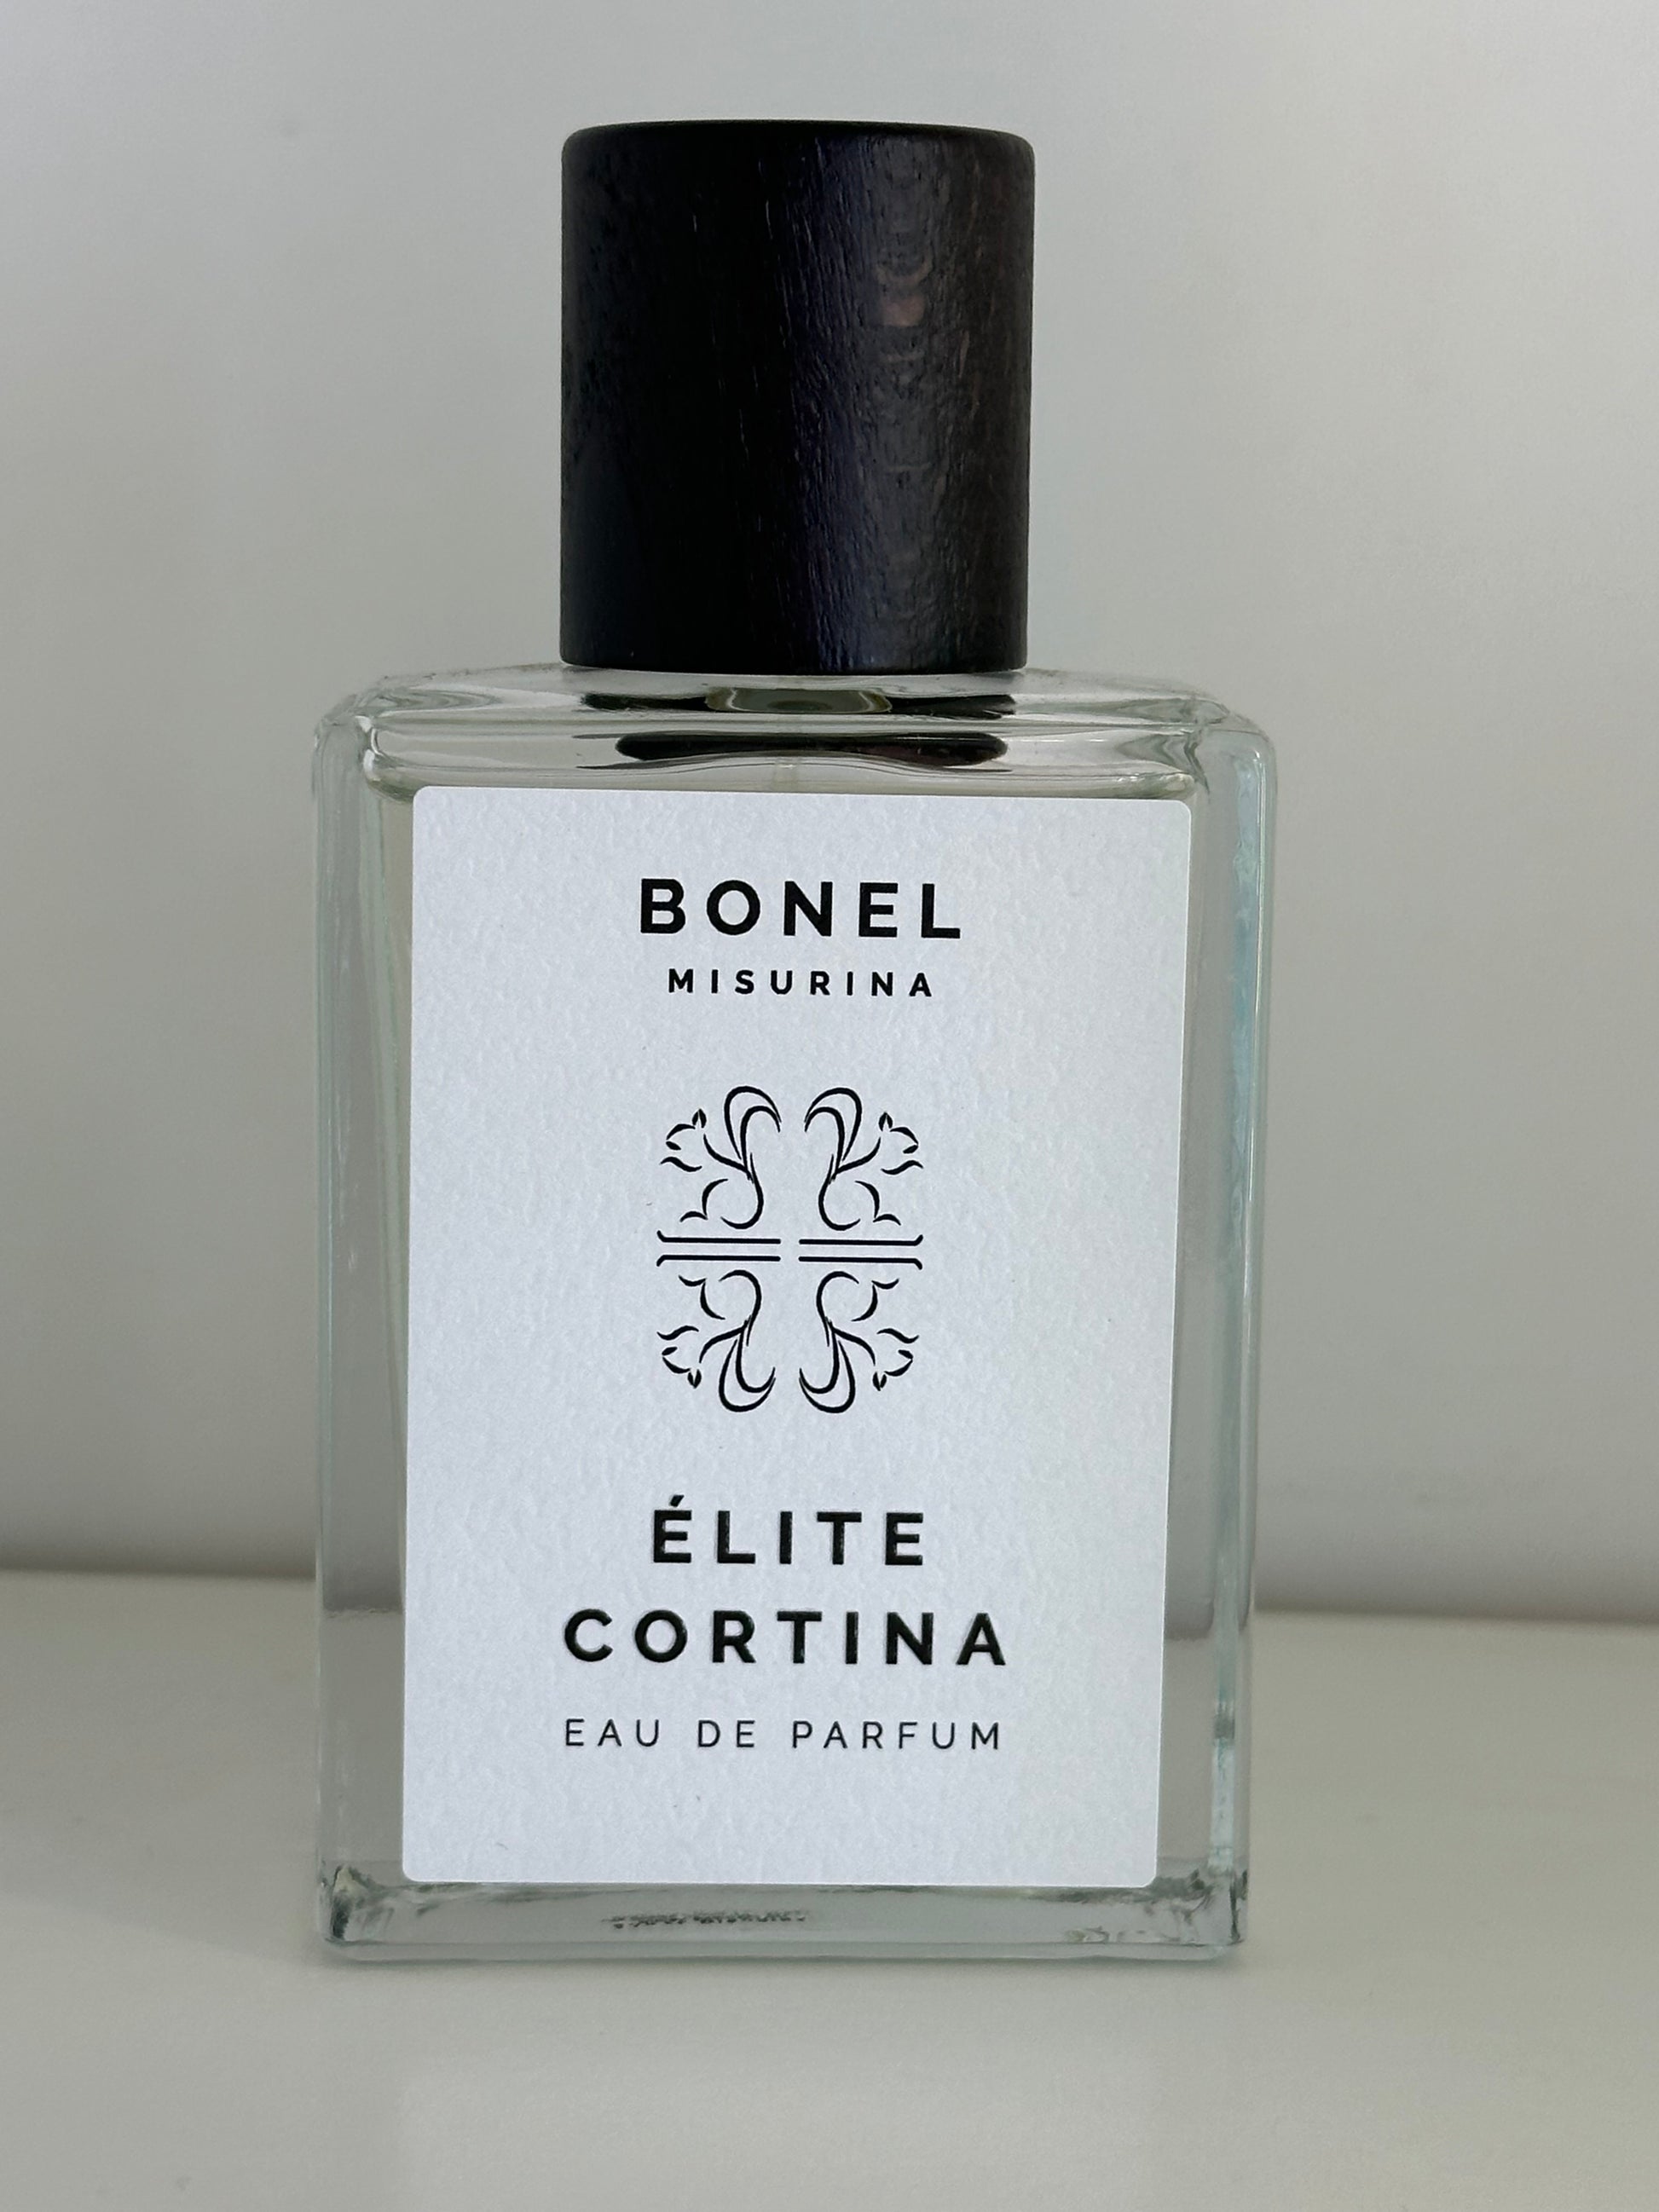 BONEL
MISURINA
ÉLITE
CORTINA
EAU DE PARFUM